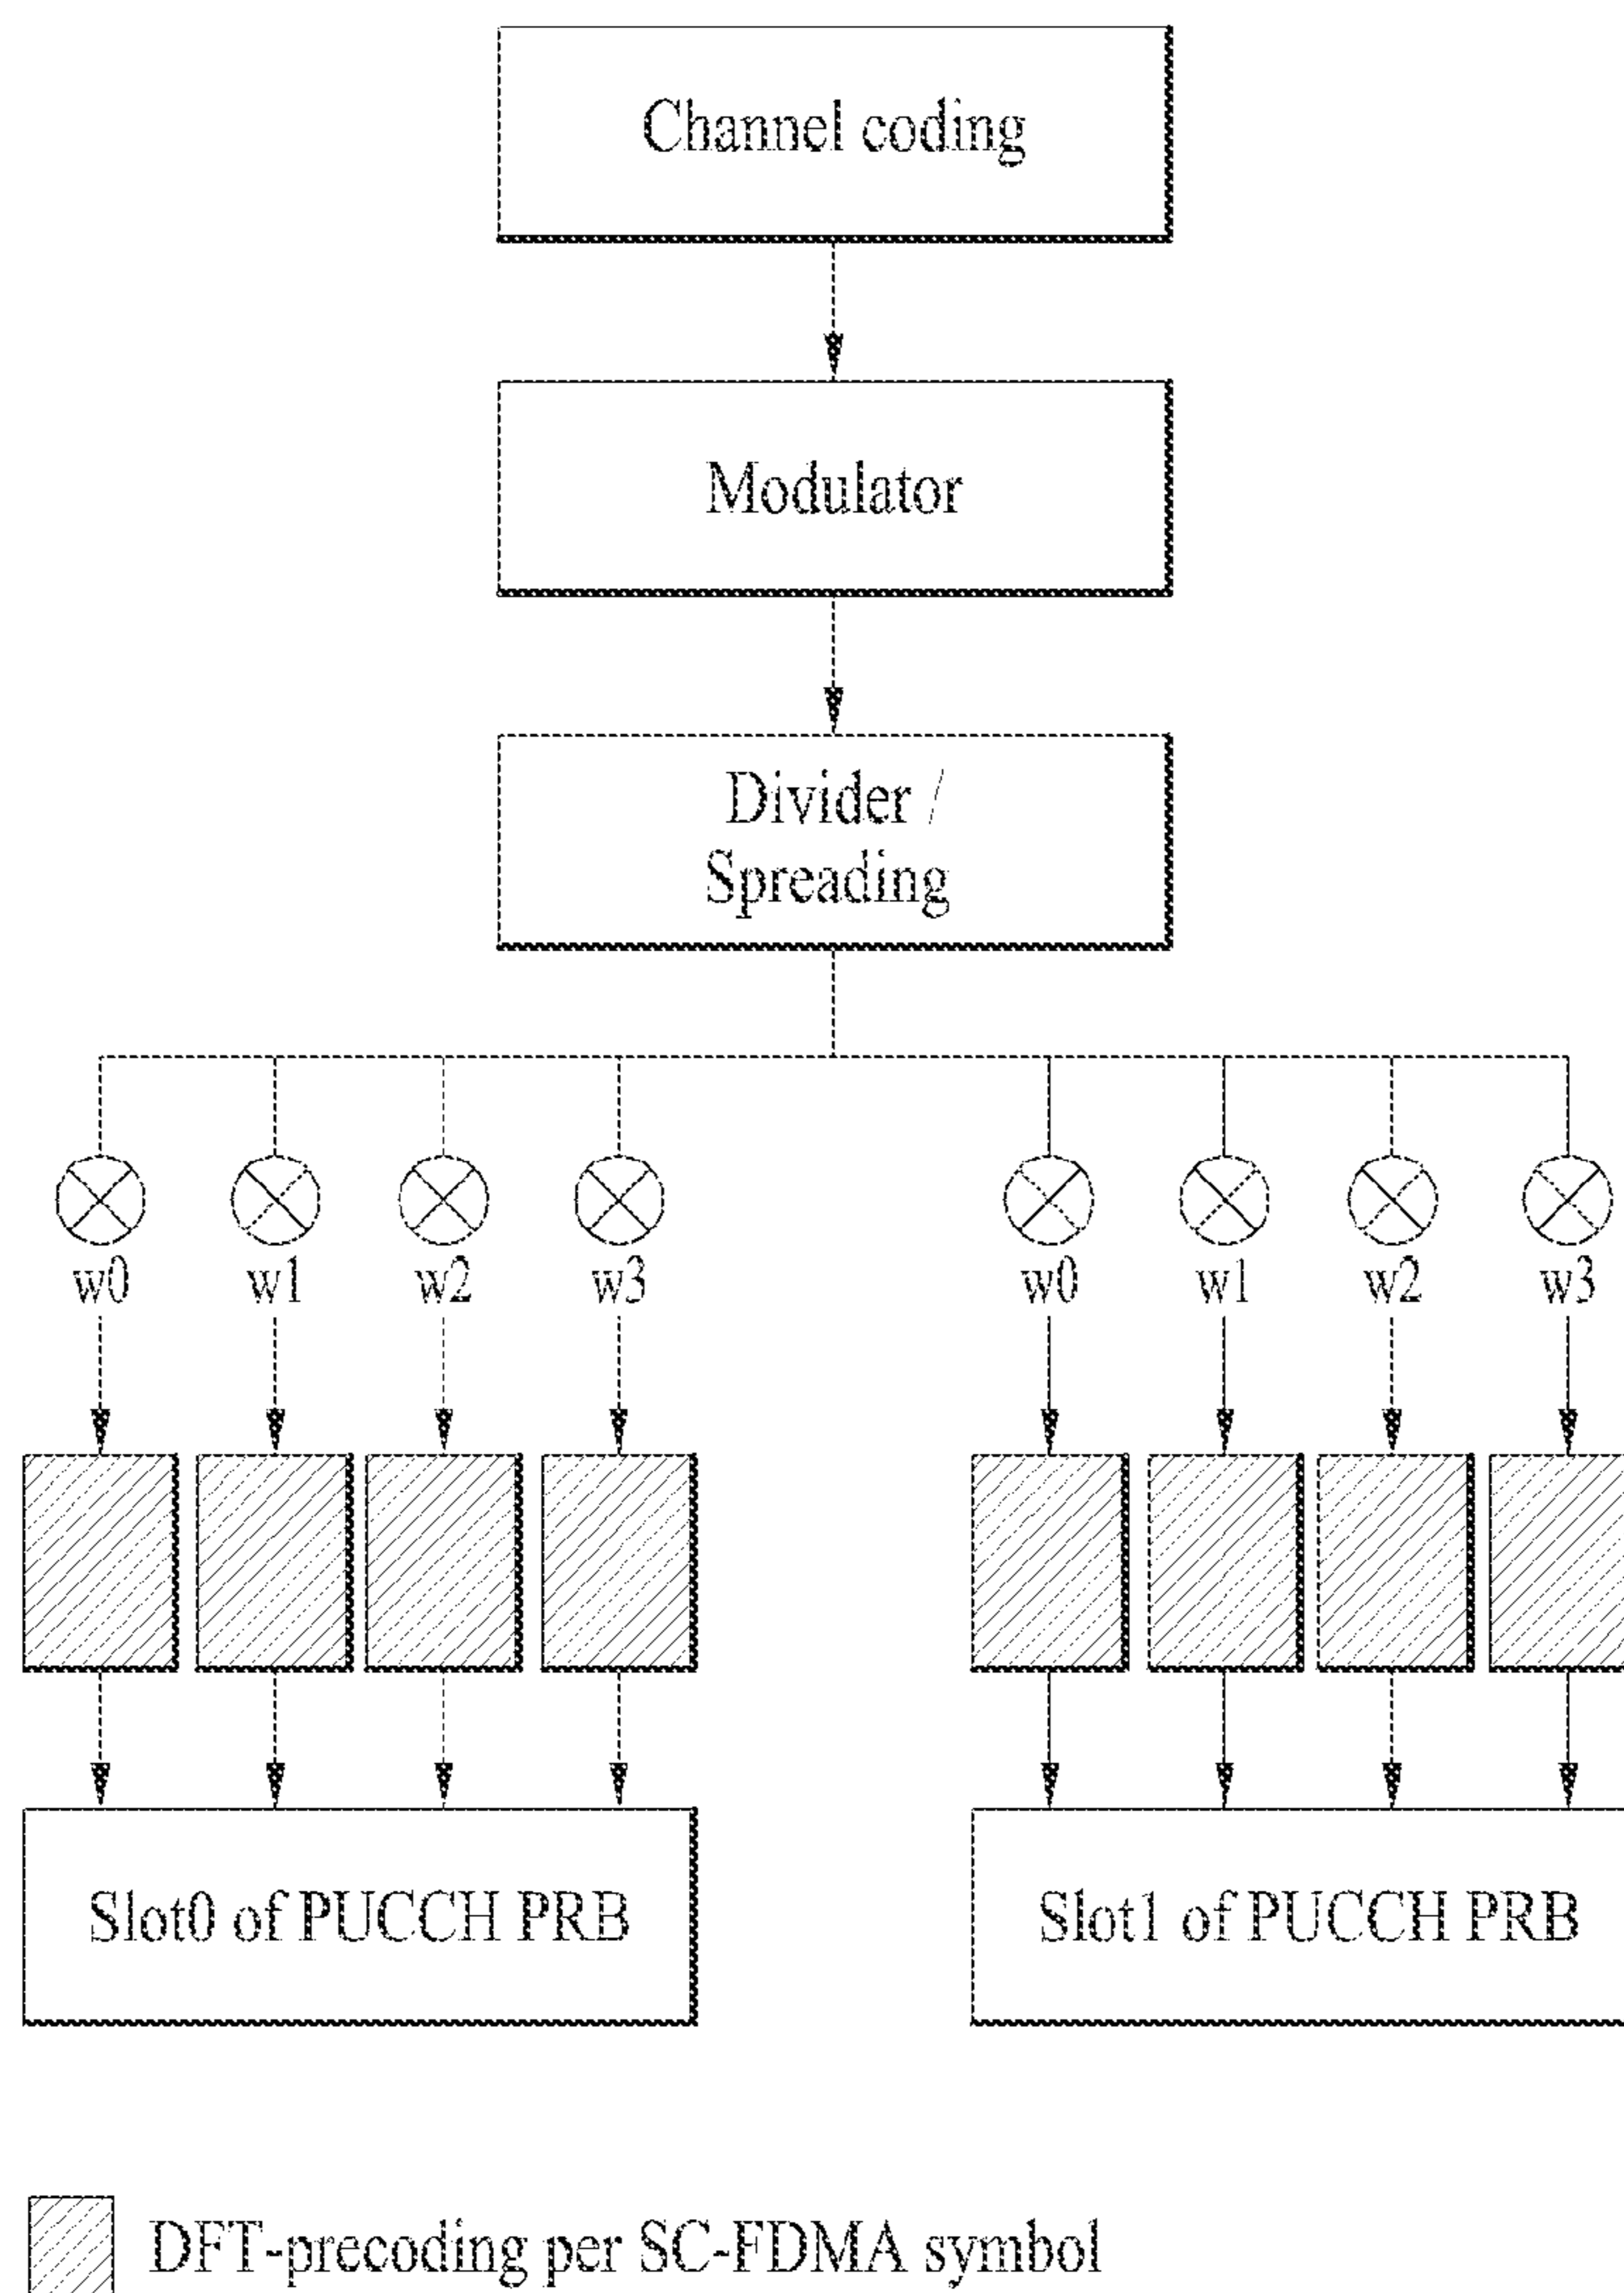 Channel coding
Modulator
Divider /
Spreading
w0 w1 w2 w3 w0 w1 w2 w3
Slot0 of PUCCH PRB Slot1 of PUCCH PRB
DFT-precoding per SC-FDMA symbol